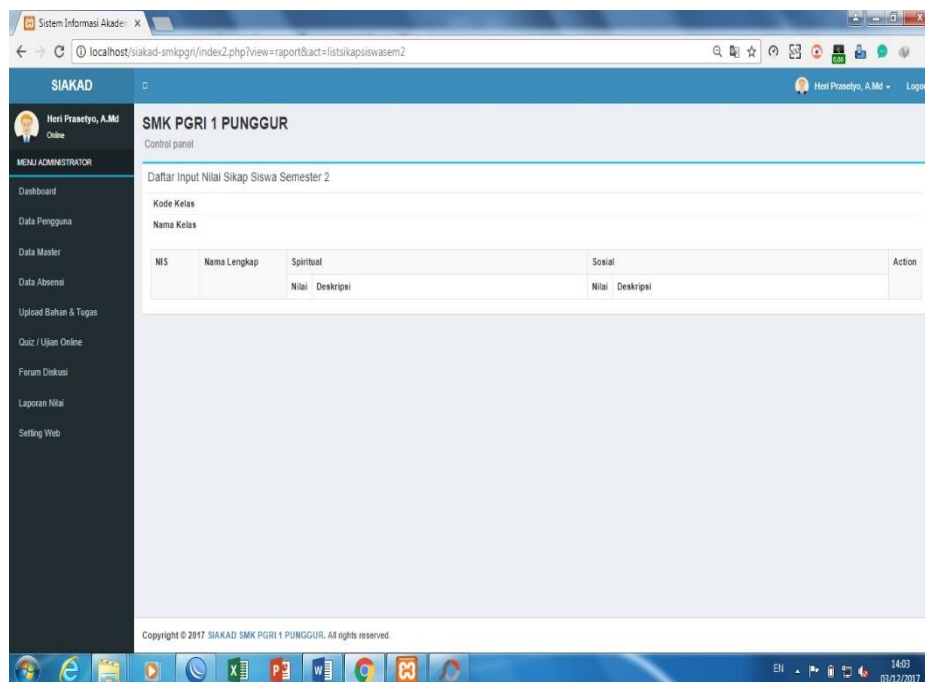 Sistem Informasi Akadem
localhost/siakad-smkpgri/index2.php?view=raport&act=listsikapsiswasem2
0,00
SIAKAD
Heri Prasetyo, A.Md
Logou
Heri Prasetyo, A.Md
Online
MENU ADMINISTRATOR
Dashboard
Data Pengguna
Data Master
Data Absensi
Upload Bahan & Tugas
Quiz / Ujian Online
Forum Diskusi
Laporan Nilai
Setting Web
SMK PGRI 1 PUNGGUR
Control panel
Daftar Input Nilai Sikap Siswa Semester 2
Kode Kelas
Nama Kelas
NIS Nama Lengkap Spiritual Sosial Action
Nilai Deskripsi Nilai Deskripsi
Copyright © 2017 SIAKAD SMK PGRI 1 PUNGGUR. All rights reserved.
EN
14:03
03/12/2017